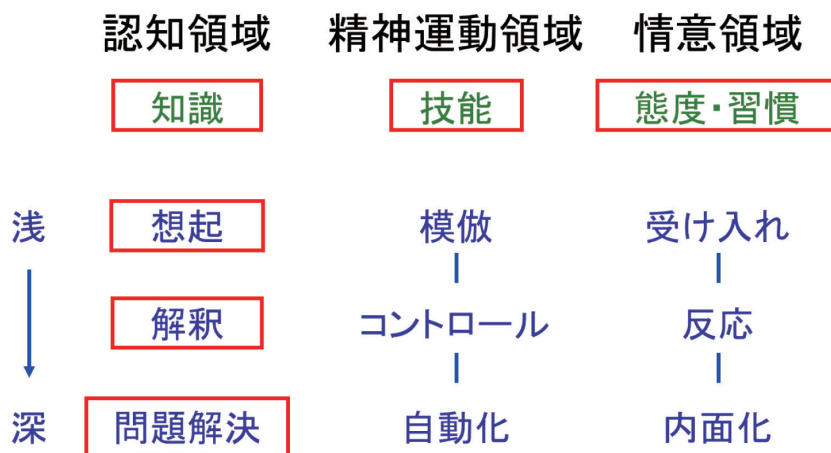 認知領域 精神運動領域 情意領域
知識 技能 態度・習慣
浅 想起 模倣 受け入れ
解釈 コントロール 反応
深 問題解決 自動化 内面化